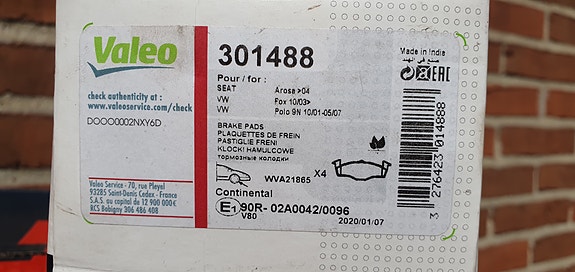 Valeo
check authenticity at :
www.valeoservice.com/check
DOOO0002NXY6D
Valeo Service - 70, rue Pleyel
93285 Saint-Denis Cedex - France
S.A.S. au capital de 12 900 000€
RCS Bobigny 306 486 408
301488
Pour / for :
SEAT Arosa >04
VW Fox 10/03>
VW Polo 9N 10/01-05/07
BRAKE PADS
PLAQUETTES DE FREIN
PASTIGLIE FRENI
KLOCKI HAMULCOWE
тормозные колодки
WVA21865 X4
Continental
E1 90R- 02A0042/0096
V80
2020/01/07
Made in India
صنع في الهند
EAC
3 276423 014888